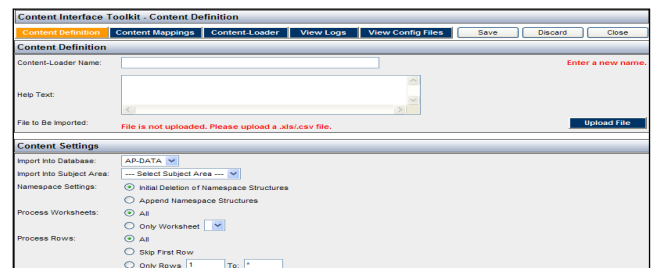 Content Interface Toolkit - Content Definition
Content Definition Content Mappings Content-Loader View Logs View Config Files Save Discard Close
Content Definition
Content-Loader Name: Enter a new name.
Help Text:
File to Be Imported: File is not uploaded. Please upload a .xls/.csv file. Upload File
Content Settings
Import Into Database: AP-DATA
Import Into Subject Area: --- Select Subject Area ---
Namespace Settings: Initial Deletion of Namespace Structures
Append Namespace Structures
Process Worksheets: All
Only Worksheet
Process Rows: All
Skip First Row
Only Rows 1 To: *